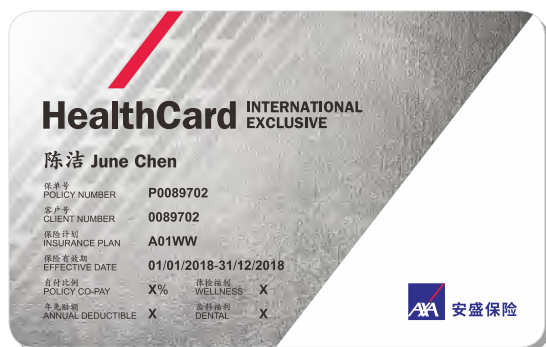 HealthCard INTERNATIONAL EXCLUSIVE
陈洁 June Chen
保单号
POLICY NUMBER P0089702
客户号
CLIENT NUMBER 0089702
保险计划
INSURANCE PLAN A01WW
保险有效期
EFFECTIVE DATE 01/01/2018-31/12/2018
自付比例 体检福利
POLICY CO-PAY X% WELLNESS X
年免赔额 齿科福利
ANNUAL DEDUCTIBLE X DENTAL X
AXA 安盛保险